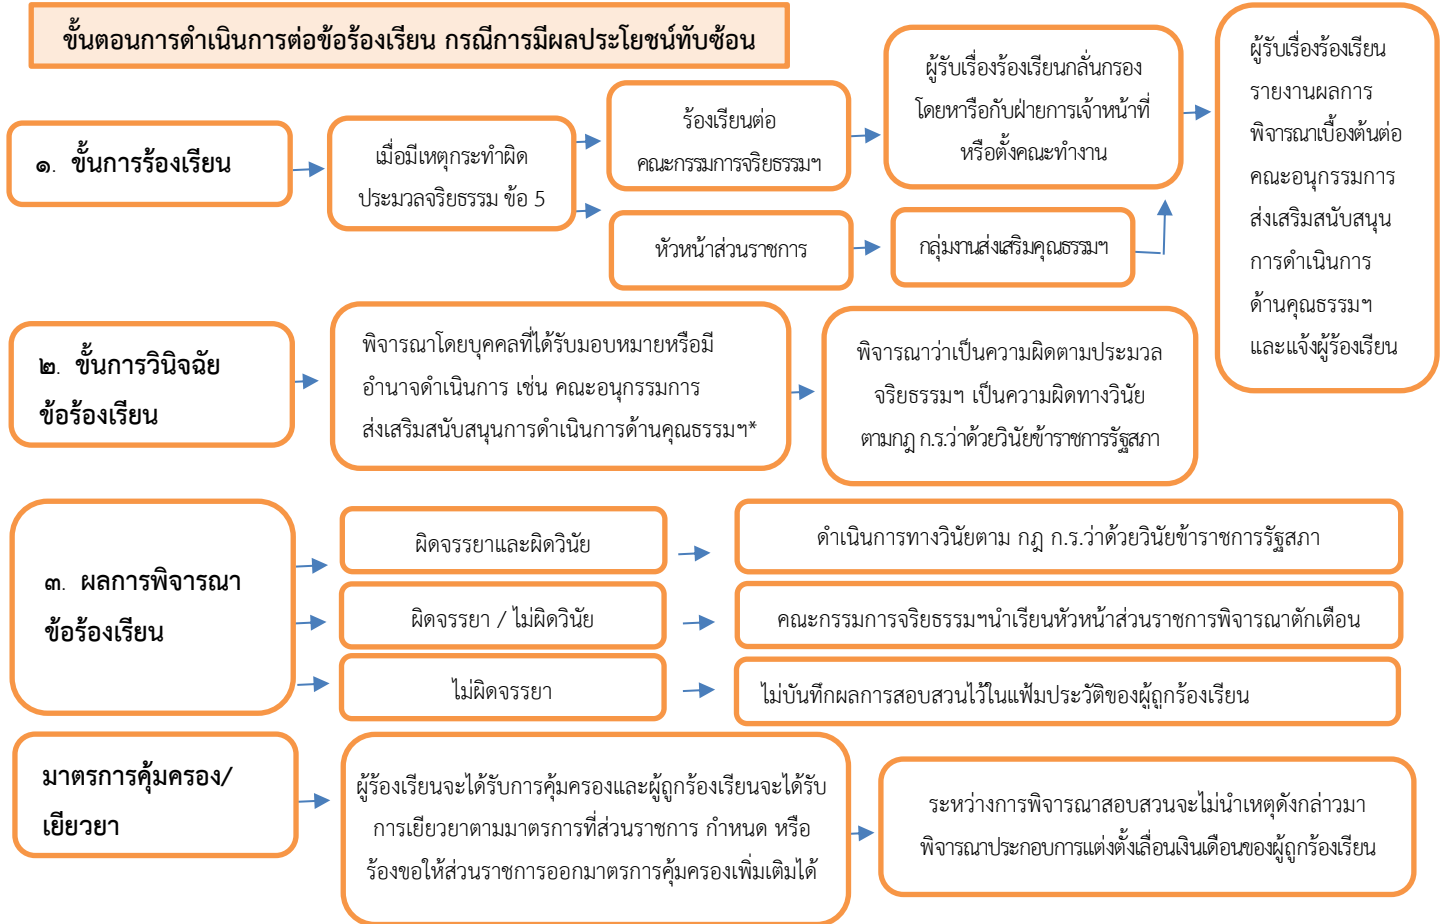 ขั้นตอนการดำเนินการต่อข้อร้องเรียน กรณีการมีผลประโยชน์ทับซ้อน
๑. ขั้นการร้องเรียน
เมื่อมีเหตุกระทำผิด
ประมวลจริยธรรม ข้อ 5
ร้องเรียนต่อ
คณะกรรมการจริยธรรมฯ
หัวหน้าส่วนราชการ
กลุ่มงานส่งเสริมคุณธรรมฯ
ผู้รับเรื่องร้องเรียนกลั่นกรอง
โดยหารือกับฝ่ายการเจ้าหน้าที่
หรือตั้งคณะทำงาน
ผู้รับเรื่องร้องเรียน
รายงานผลการ
พิจารณาเบื้องต้นต่อ
คณะอนุกรรมการ
ส่งเสริมสนับสนุน
การดำเนินการ
ด้านคุณธรรมฯ
และแจ้งผู้ร้องเรียน
๒. ขั้นการวินิจฉัย
ข้อร้องเรียน
พิจารณาโดยบุคคลที่ได้รับมอบหมายหรือมี
อำนาจดำเนินการ เช่น คณะอนุกรรมการ
ส่งเสริมสนับสนุนการดำเนินการด้านคุณธรรมฯ*
พิจารณาว่าเป็นความผิดตามประมวล
จริยธรรมฯ เป็นความผิดทางวินัย
ตามกฎ ก.ร.ว่าด้วยวินัยข้าราชการรัฐสภา
๓. ผลการพิจารณา
ข้อร้องเรียน
ผิดจรรยาและผิดวินัย
ดำเนินการทางวินัยตาม กฎ ก.ร.ว่าด้วยวินัยข้าราชการรัฐสภา
ผิดจรรยา / ไม่ผิดวินัย
คณะกรรมการจริยธรรมฯนำเรียนหัวหน้าส่วนราชการพิจารณาตักเตือน
ไม่ผิดจรรยา
ไม่บันทึกผลการสอบสวนไว้ในแฟ้มประวัติของผู้ถูกร้องเรียน
มาตรการคุ้มครอง/
เยียวยา
ผู้ร้องเรียนจะได้รับการคุ้มครองและผู้ถูกร้องเรียนจะได้รับ
การเยียวยาตามมาตรการที่ส่วนราชการ กำหนด หรือ
ร้องขอให้ส่วนราชการออกมาตรการคุ้มครองเพิ่มเติมได้
ระหว่างการพิจารณาสอบสวนจะไม่นำเหตุดังกล่าวมา
พิจารณาประกอบการแต่งตั้งเลื่อนเงินเดือนของผู้ถูกร้องเรียน